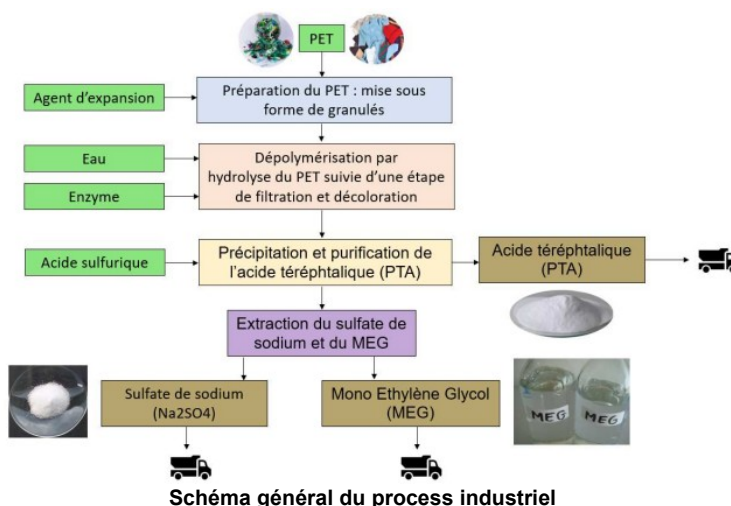 PET
Agent d'expansion
Préparation du PET : mise sous
forme de granulés
Eau
Enzyme
Dépolymérisation par
hydrolyse du PET suivie d'une étape
de filtration et décoloration
Acide sulfurique
Précipitation et purification de
l'acide téréphtalique (PTA)
Acide téréphtalique
(PTA)
Extraction du sulfate de
sodium et du MEG
Sulfate de sodium
(Na2SO4)
Mono Ethylène Glycol
(MEG)
MEG
MEG
Schéma général du process industriel